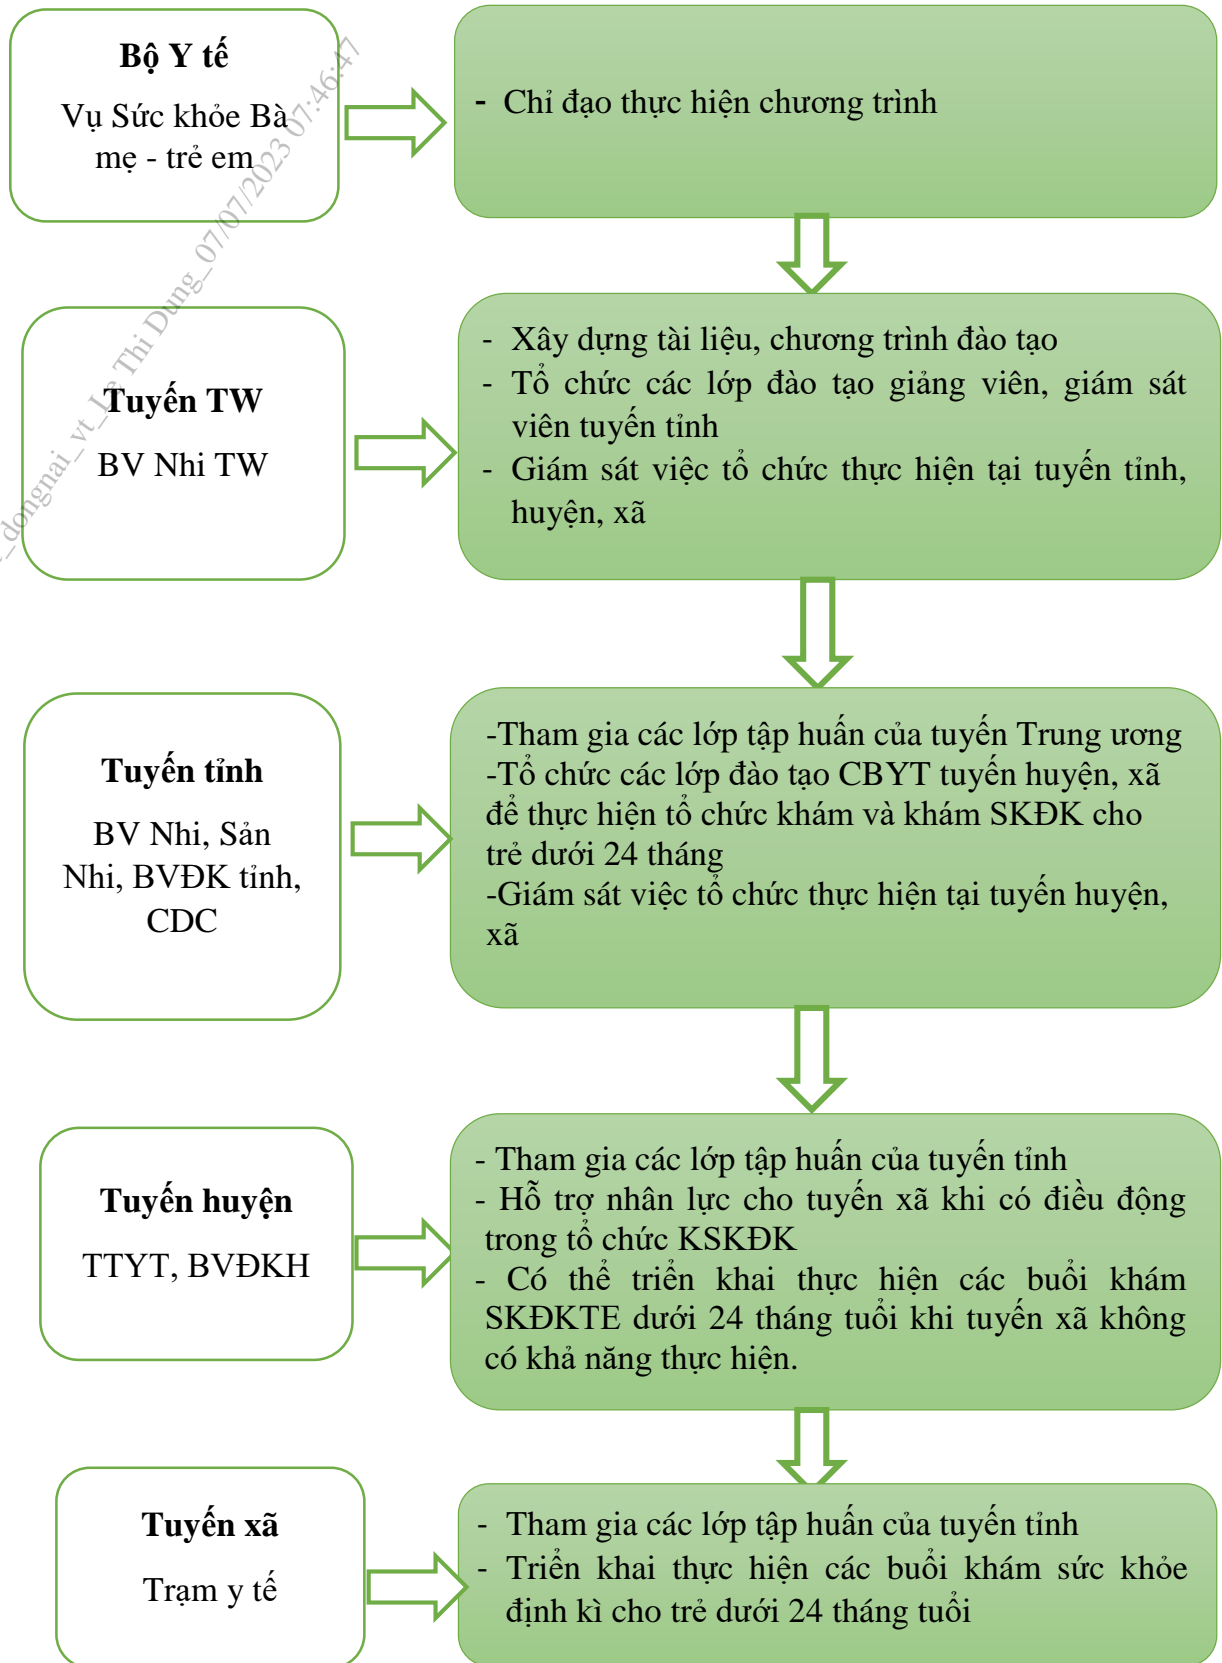 Bộ Y tế
Vụ Sức khỏe Bà
mẹ - trẻ em
- Chỉ đạo thực hiện chương trình
Tuyến TW
BV Nhi TW
- Xây dựng tài liệu, chương trình đào tạo
- Tổ chức các lớp đào tạo giảng viên, giám sát
viên tuyến tỉnh
- Giám sát việc tổ chức thực hiện tại tuyến tỉnh,
huyện, xã
Tuyến tỉnh
BV Nhi, Sản
Nhi, BVĐK tỉnh,
CDC
-Tham gia các lớp tập huấn của tuyến Trung ương
-Tổ chức các lớp đào tạo CBYT tuyến huyện, xã
để thực hiện tổ chức khám và khám SKĐK cho
trẻ dưới 24 tháng
-Giám sát việc tổ chức thực hiện tại tuyến huyện,
xã
Tuyến huyện
TTYT, BVĐKH
- Tham gia các lớp tập huấn của tuyến tỉnh
- Hỗ trợ nhân lực cho tuyến xã khi có điều động
trong tổ chức KSKĐK
- Có thể triển khai thực hiện các buổi khám
SKĐKTE dưới 24 tháng tuổi khi tuyến xã không
có khả năng thực hiện.
Tuyến xã
Trạm y tế
- Tham gia các lớp tập huấn của tuyến tỉnh
- Triển khai thực hiện các buổi khám sức khỏe
định kì cho trẻ dưới 24 tháng tuổi
_dongnai_vt_Le Thi Dung_07/07/2023 07:46:47